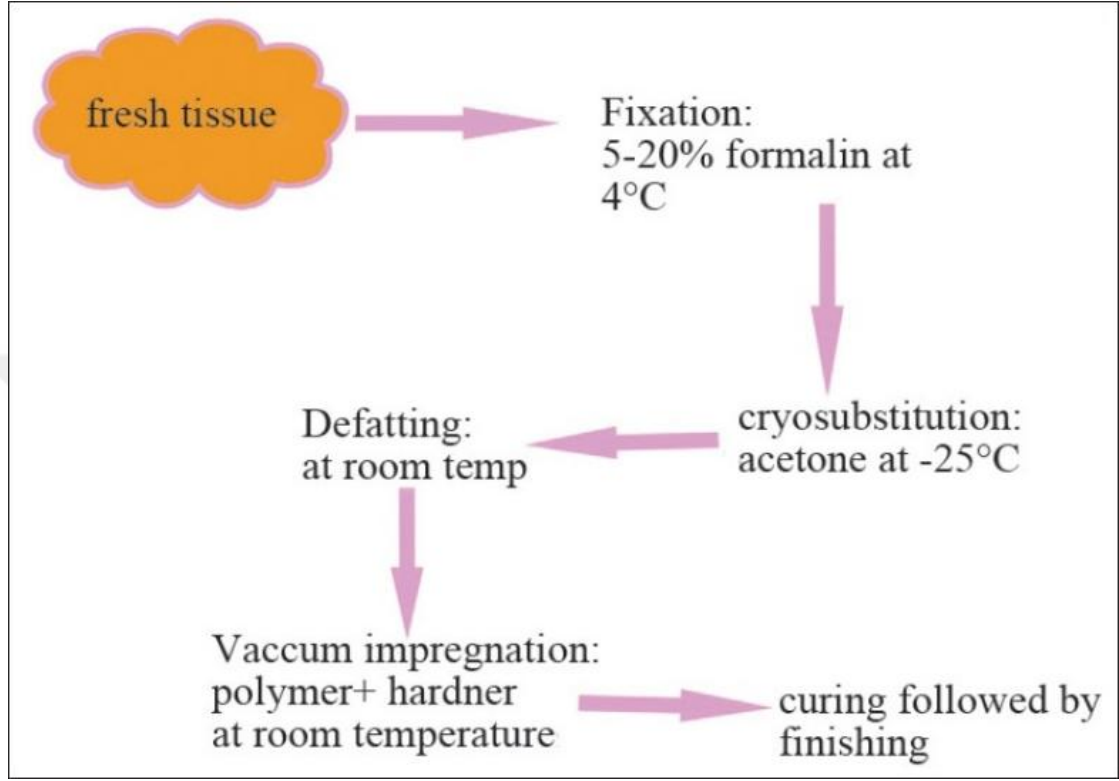 fresh tissue
Fixation:
5-20% formalin at
4°C
cryosubstitution:
acetone at -25°C
Defatting:
at room temp
Vaccum impregnation:
polymer+ hardner
at room temperature
curing followed by
finishing